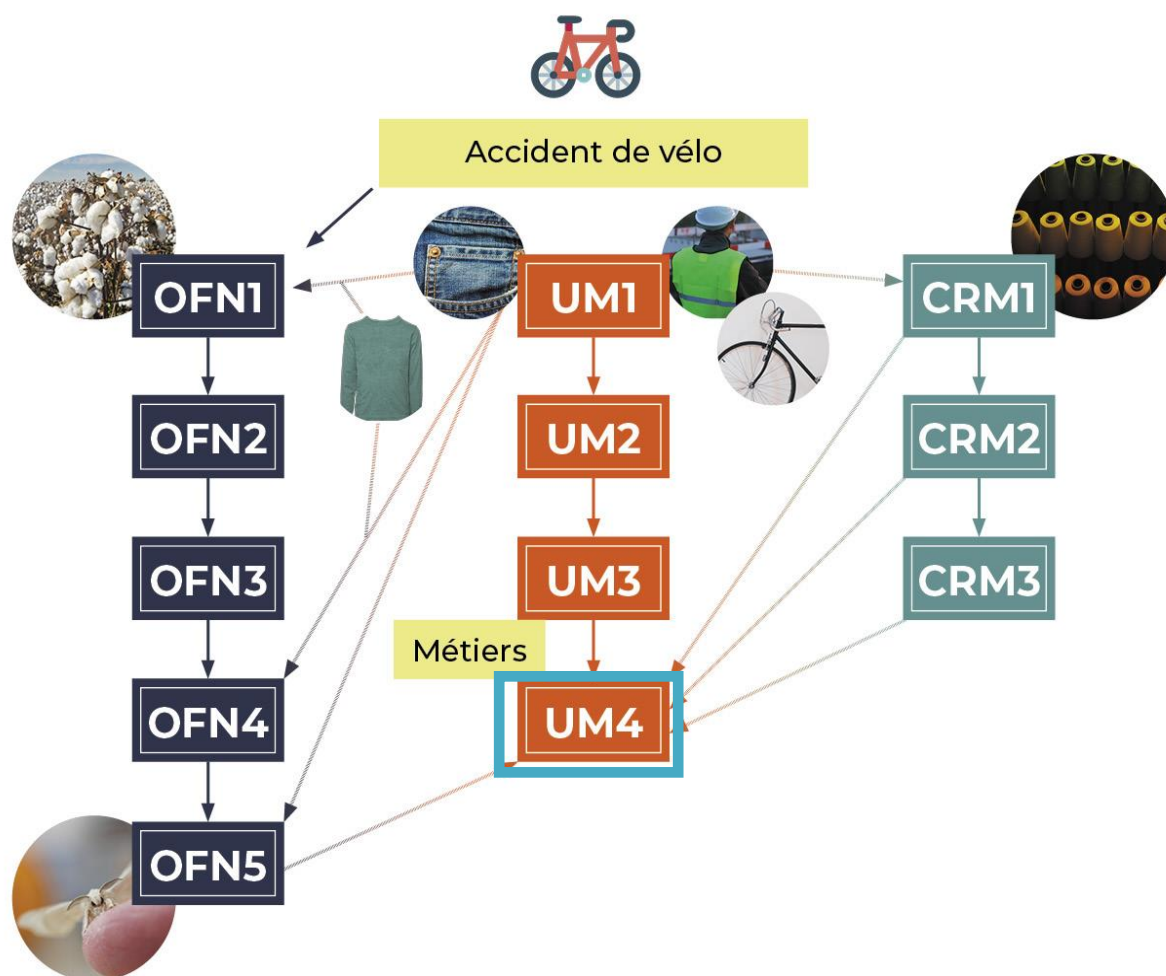 Accident de vélo
OFN1
UM1
CRM1
OFN2
UM2
CRM2
OFN3
UM3
CRM3
Métiers
OFN4
UM4
OFN5